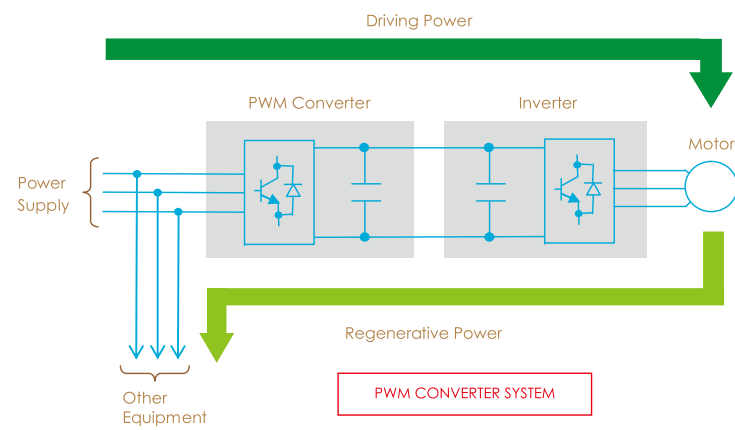 Driving Power
PWM Converter
Inverter
Motor
Power
Supply
Regenerative Power
Other
Equipment
PWM CONVERTER SYSTEM